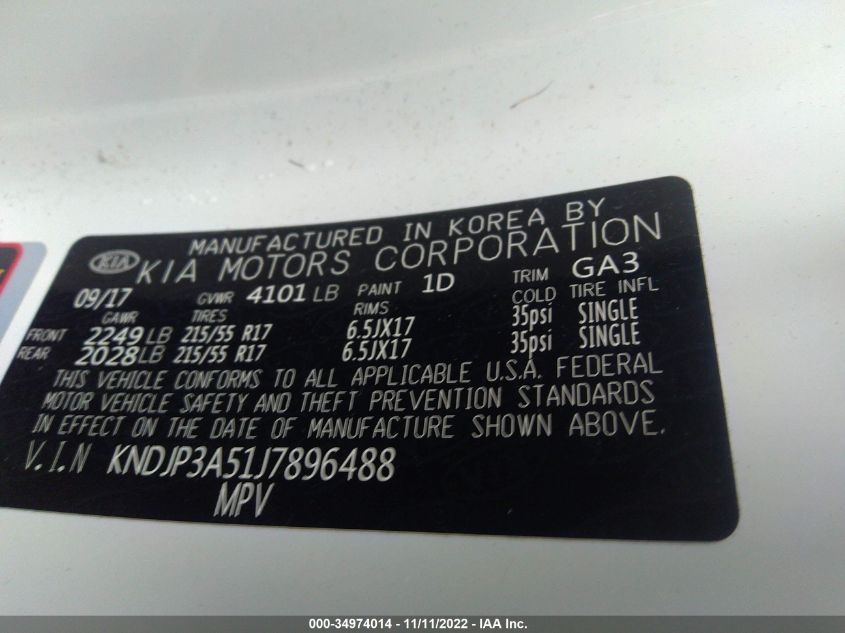 MANUFACTURED IN KOREA BY
KIA KIA MOTORS CORPORATION
09/17 GVWR 4101 LB PAINT 1D TRIM GA3
GAWR TIRES RIMS COLD TIRE INFL
FRONT 2249 LB 215/55 R17 6.5JX17 35psi SINGLE
REAR 2028 LB 215/55 R17 6.5JX17 35psi SINGLE
THIS VEHICLE CONFORMS TO ALL APPLICABLE U.S.A. FEDERAL
MOTOR VEHICLE SAFETY AND THEFT PREVENTION STANDARDS
IN EFFECT ON THE DATE OF MANUFACTURE SHOWN ABOVE.
V.I.N KNDJP3A51J7896488
MPV
000-34974014 - 11/11/2022 - IAA Inc.